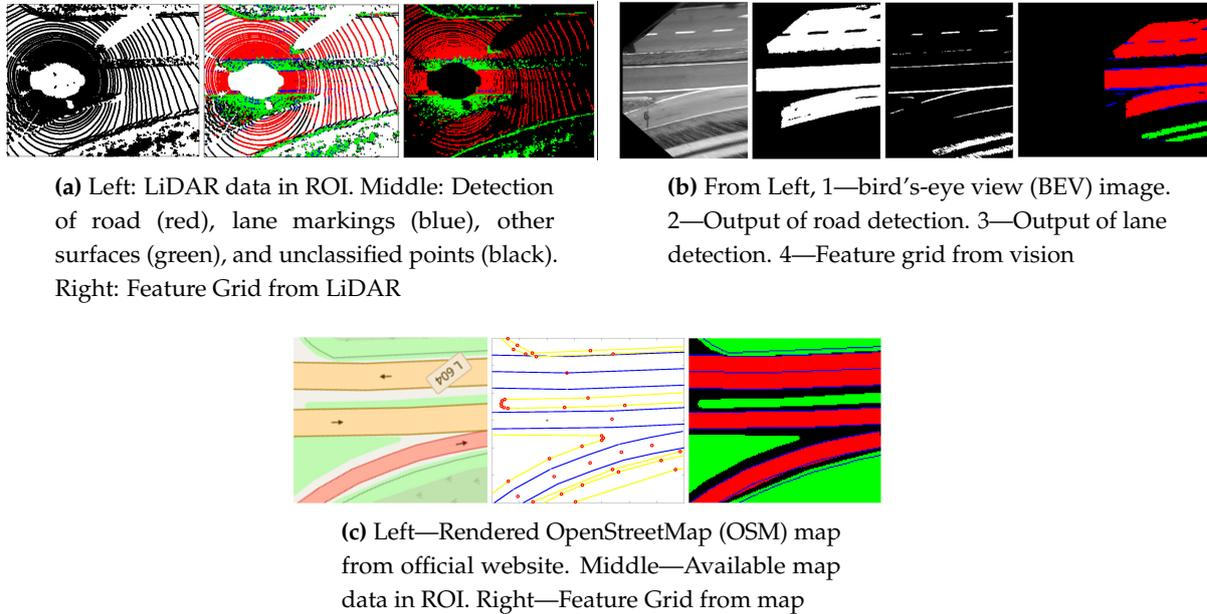 (a) Left: LiDAR data in ROI. Middle: Detection
of road (red), lane markings (blue), other
surfaces (green), and unclassified points (black).
Right: Feature Grid from LiDAR
(b) From Left, 1—bird’s-eye view (BEV) image.
2—Output of road detection. 3—Output of lane
detection. 4—Feature grid from vision
L 604
(c) Left—Rendered OpenStreetMap (OSM) map
from official website. Middle—Available map
data in ROI. Right—Feature Grid from map